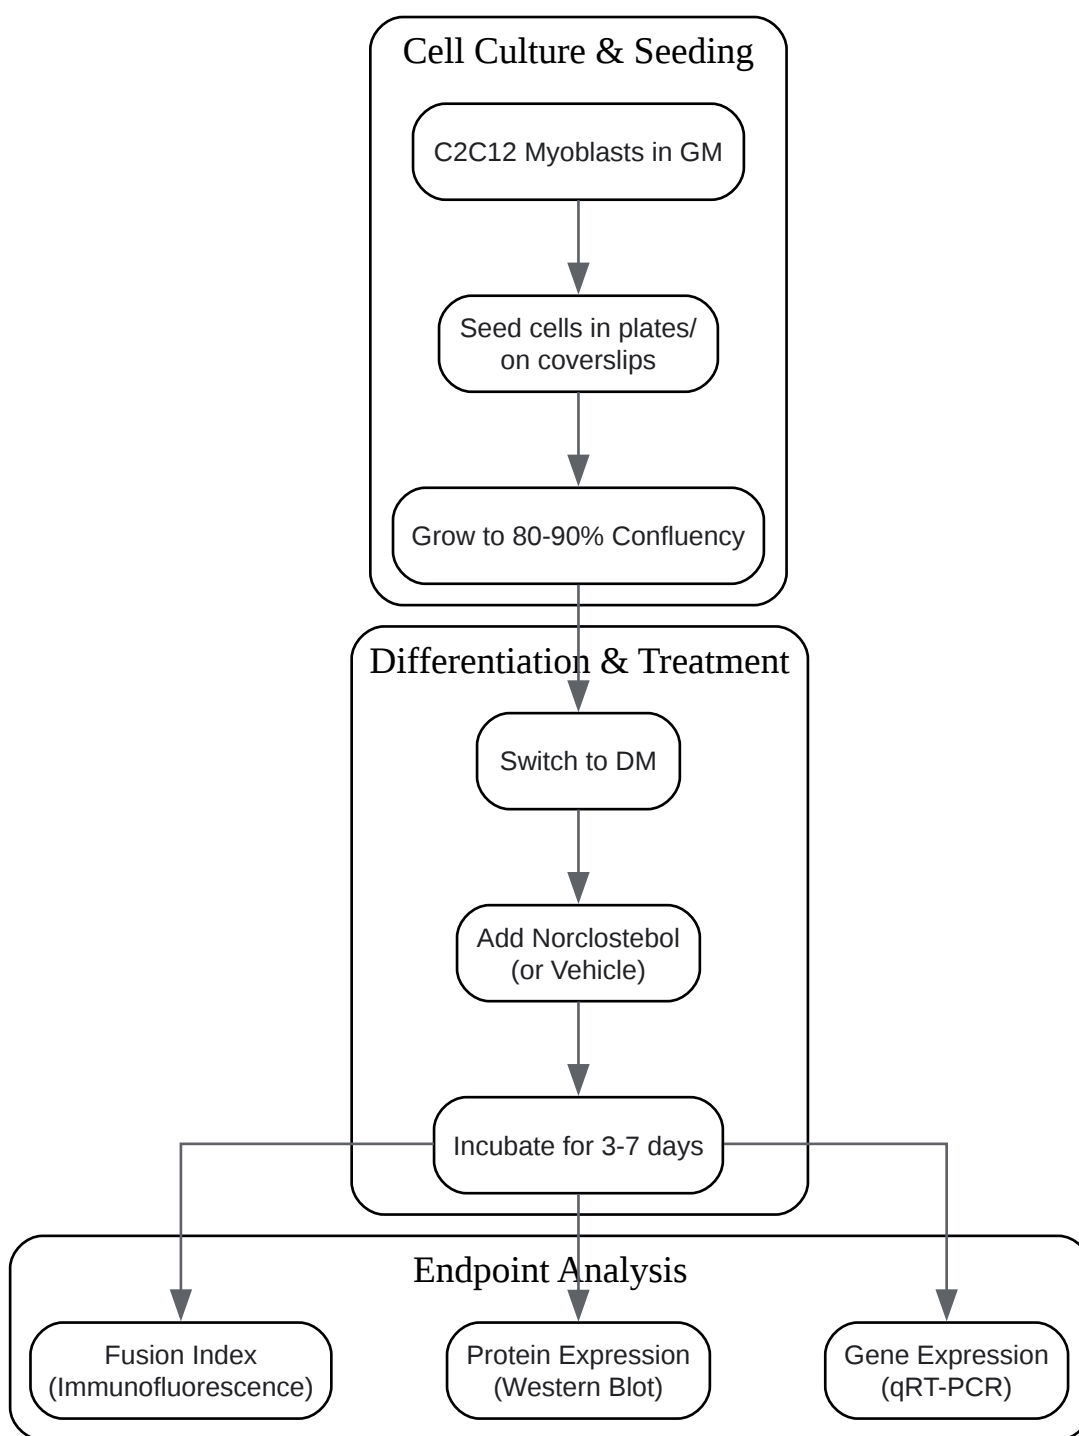 Cell Culture & Seeding
C2C12 Myoblasts in GM
Seed cells in plates/
on coverslips
Grow to 80-90% Confluency
Differentiation & Treatment
Switch to DM
Add Norclostebol
(or Vehicle)
Incubate for 3-7 days
Endpoint Analysis
Fusion Index
(Immunofluorescence)
Protein Expression
(Western Blot)
Gene Expression
(qRT-PCR)